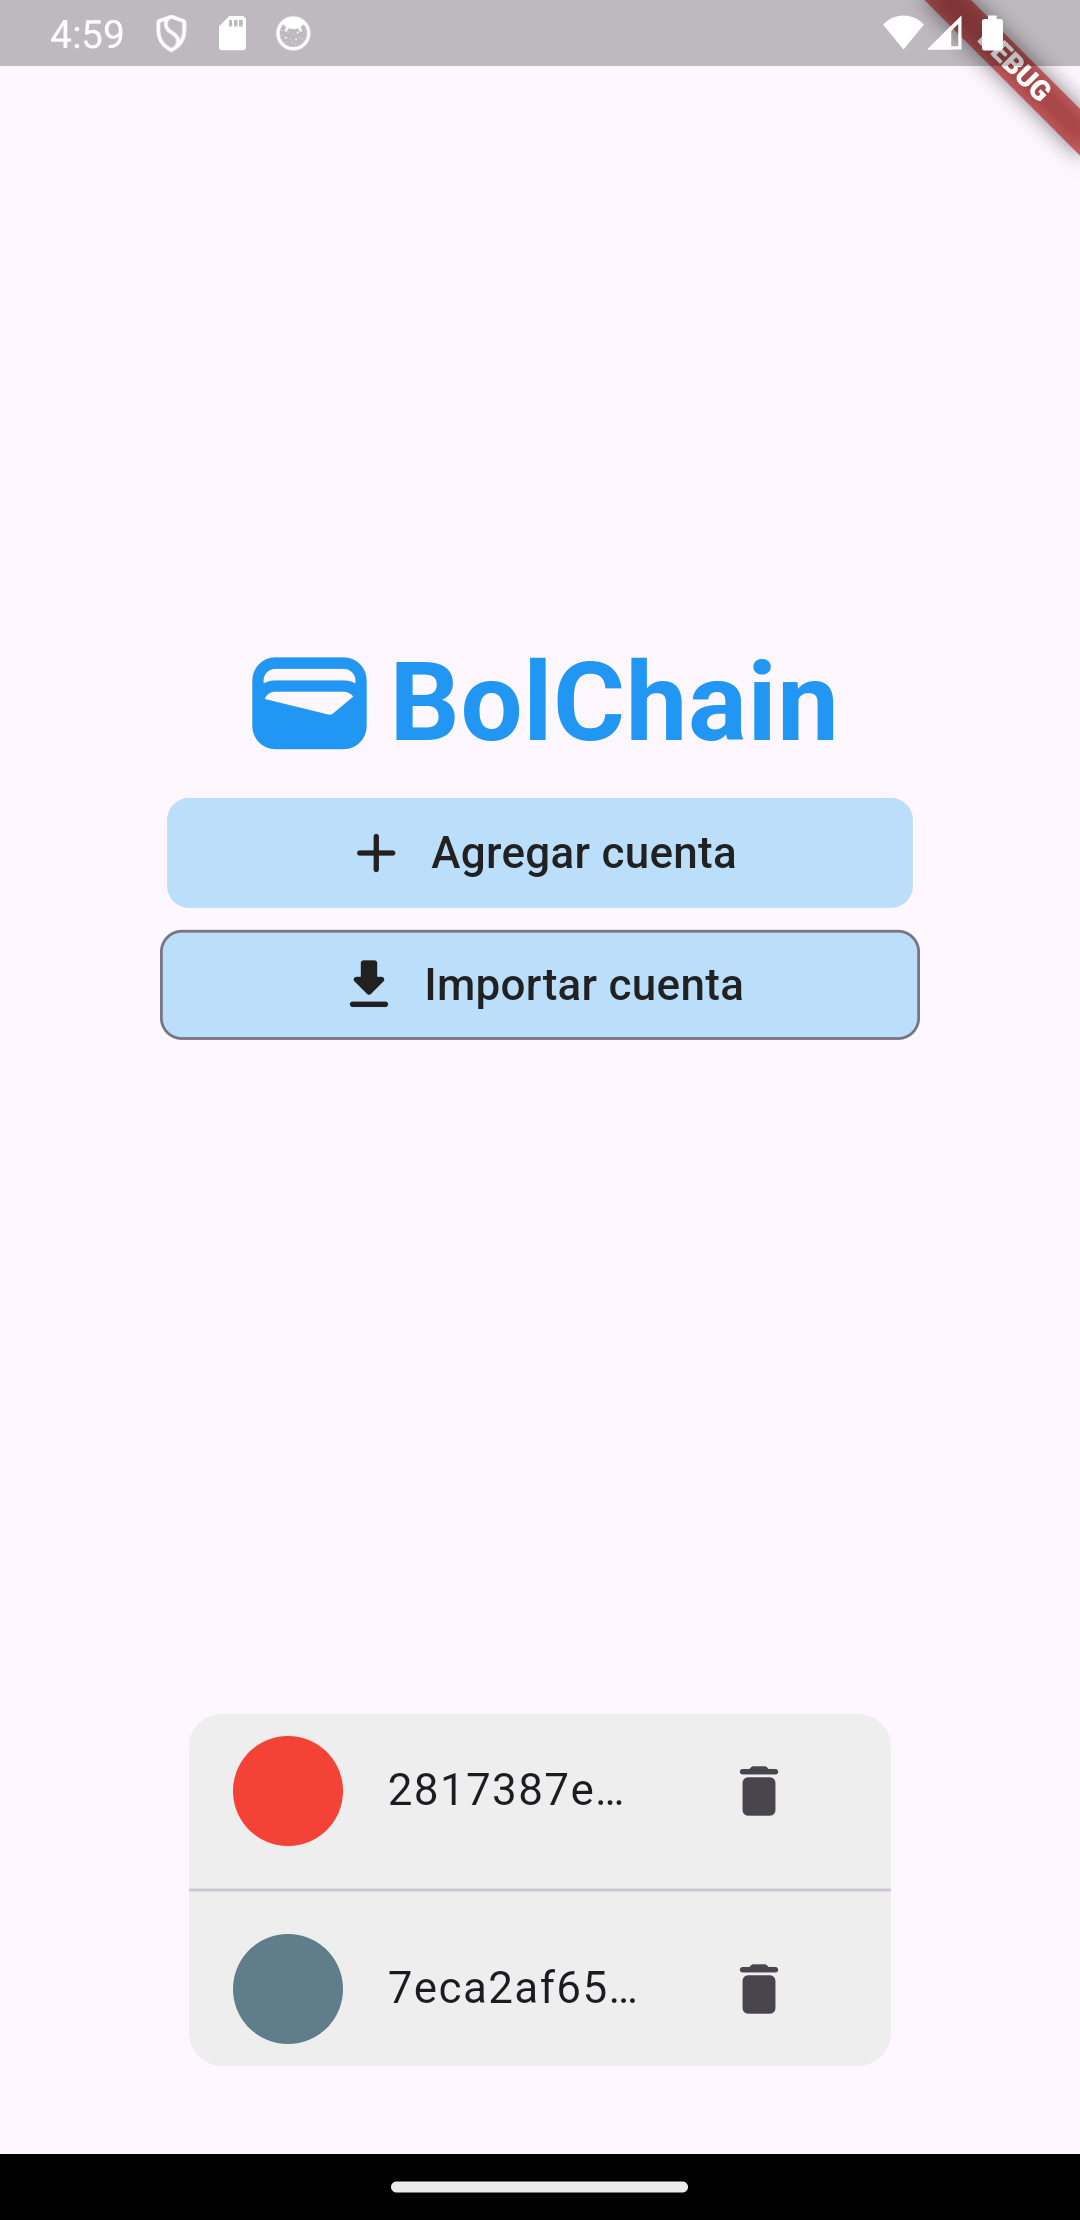 4:59
DEBUG
BolChain
Agregar cuenta
Importar cuenta
2817387e...
7eca2af65...